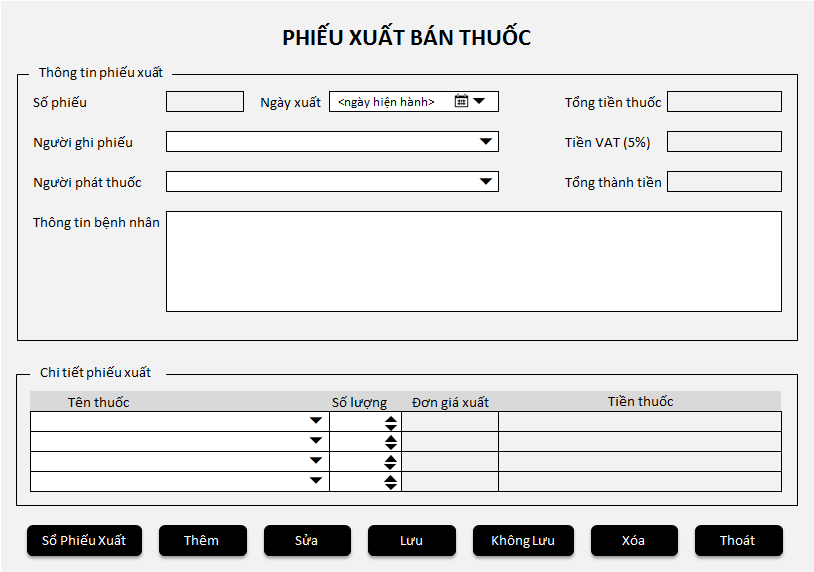 PHIẾU XUẤT BÁN THUỐC
Thông tin phiếu xuất
Số phiếu Ngày xuất <ngày hiện hành> Tổng tiền thuốc
Người ghi phiếu Tiền VAT (5%)
Người phát thuốc Tổng thành tiền
Thông tin bệnh nhân
Chi tiết phiếu xuất
Tên thuốc Số lượng Đơn giá xuất Tiền thuốc
Sổ Phiếu Xuất Thêm Sửa Lưu Không Lưu Xóa Thoát